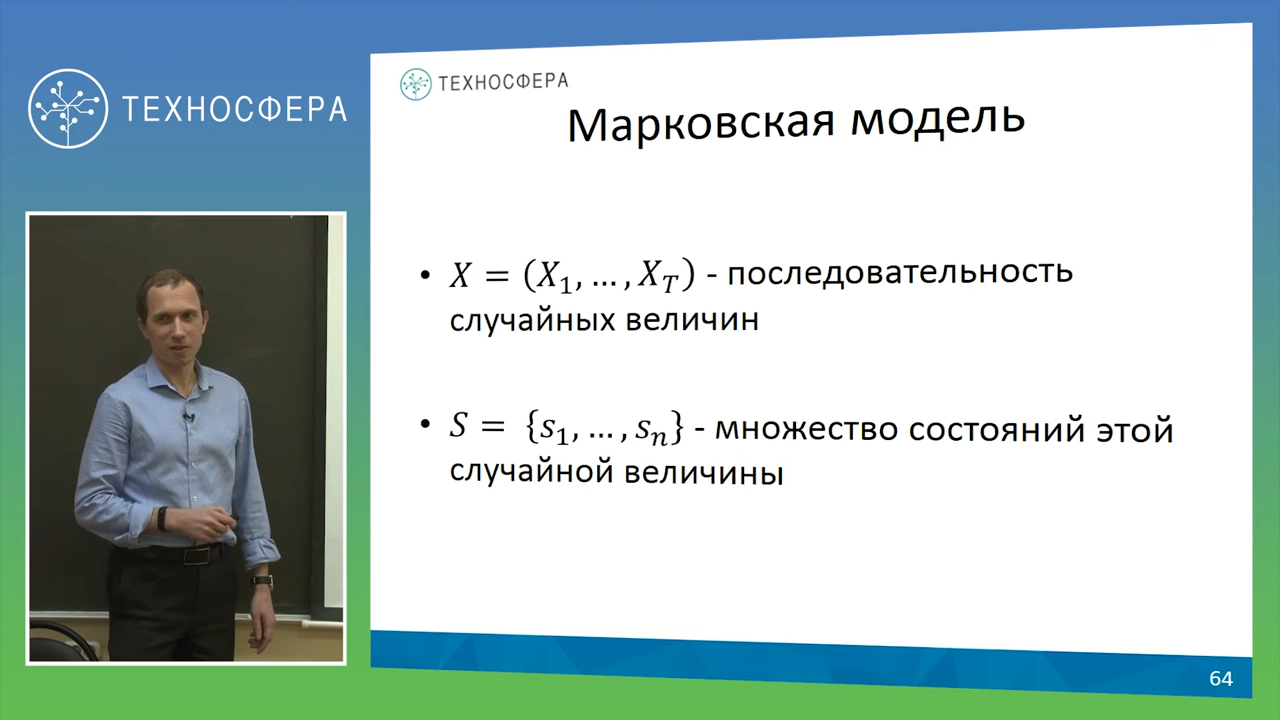 ТЕХНОСФЕРА
ТЕХНОСФЕРА
Марковская модель
• X = (X₁, … , X_T) - последовательность
случайных величин
• S = {s₁, … , sₙ} - множество состояний этой
случайной величины
64